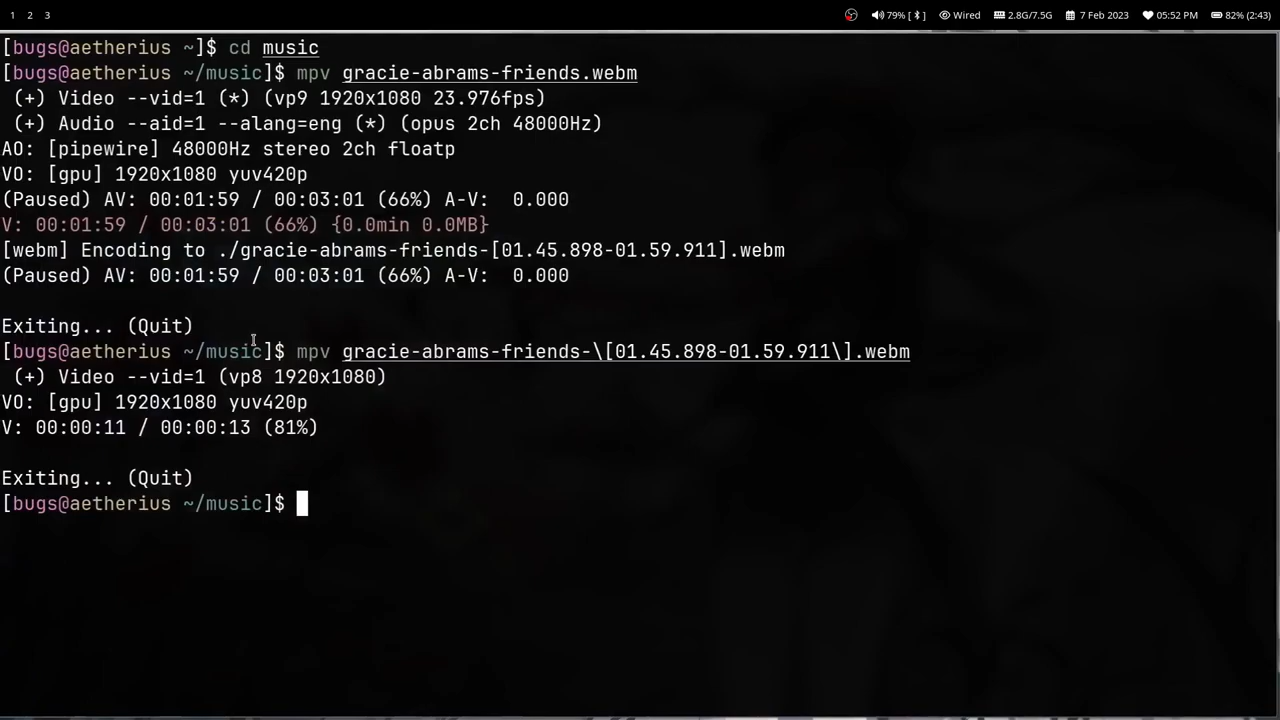 1 2 3 79% [ ] Wired 2.8G/7.5G 7 Feb 2023 05:52 PM 82% (2:43)
[bugs@aetherius ~]$ cd music
[bugs@aetherius ~/music]$ mpv gracie-abrams-friends.webm
(+) Video --vid=1 (*) (vp9 1920x1080 23.976fps)
(+) Audio --aid=1 --alang=eng (*) (opus 2ch 48000Hz)
AO: [pipewire] 48000Hz stereo 2ch floatp
VO: [gpu] 1920x1080 yuv420p
(Paused) AV: 00:01:59 / 00:03:01 (66%) A-V:  0.000
V: 00:01:59 / 00:03:01 (66%) {0.0min 0.0MB}
[webm] Encoding to ./gracie-abrams-friends-[01.45.898-01.59.911].webm
(Paused) AV: 00:01:59 / 00:03:01 (66%) A-V:  0.000
Exiting... (Quit)
[bugs@aetherius ~/music]$ mpv gracie-abrams-friends-\[01.45.898-01.59.911\].webm
(+) Video --vid=1 (vp8 1920x1080)
VO: [gpu] 1920x1080 yuv420p
V: 00:00:11 / 00:00:13 (81%)
Exiting... (Quit)
[bugs@aetherius ~/music]$